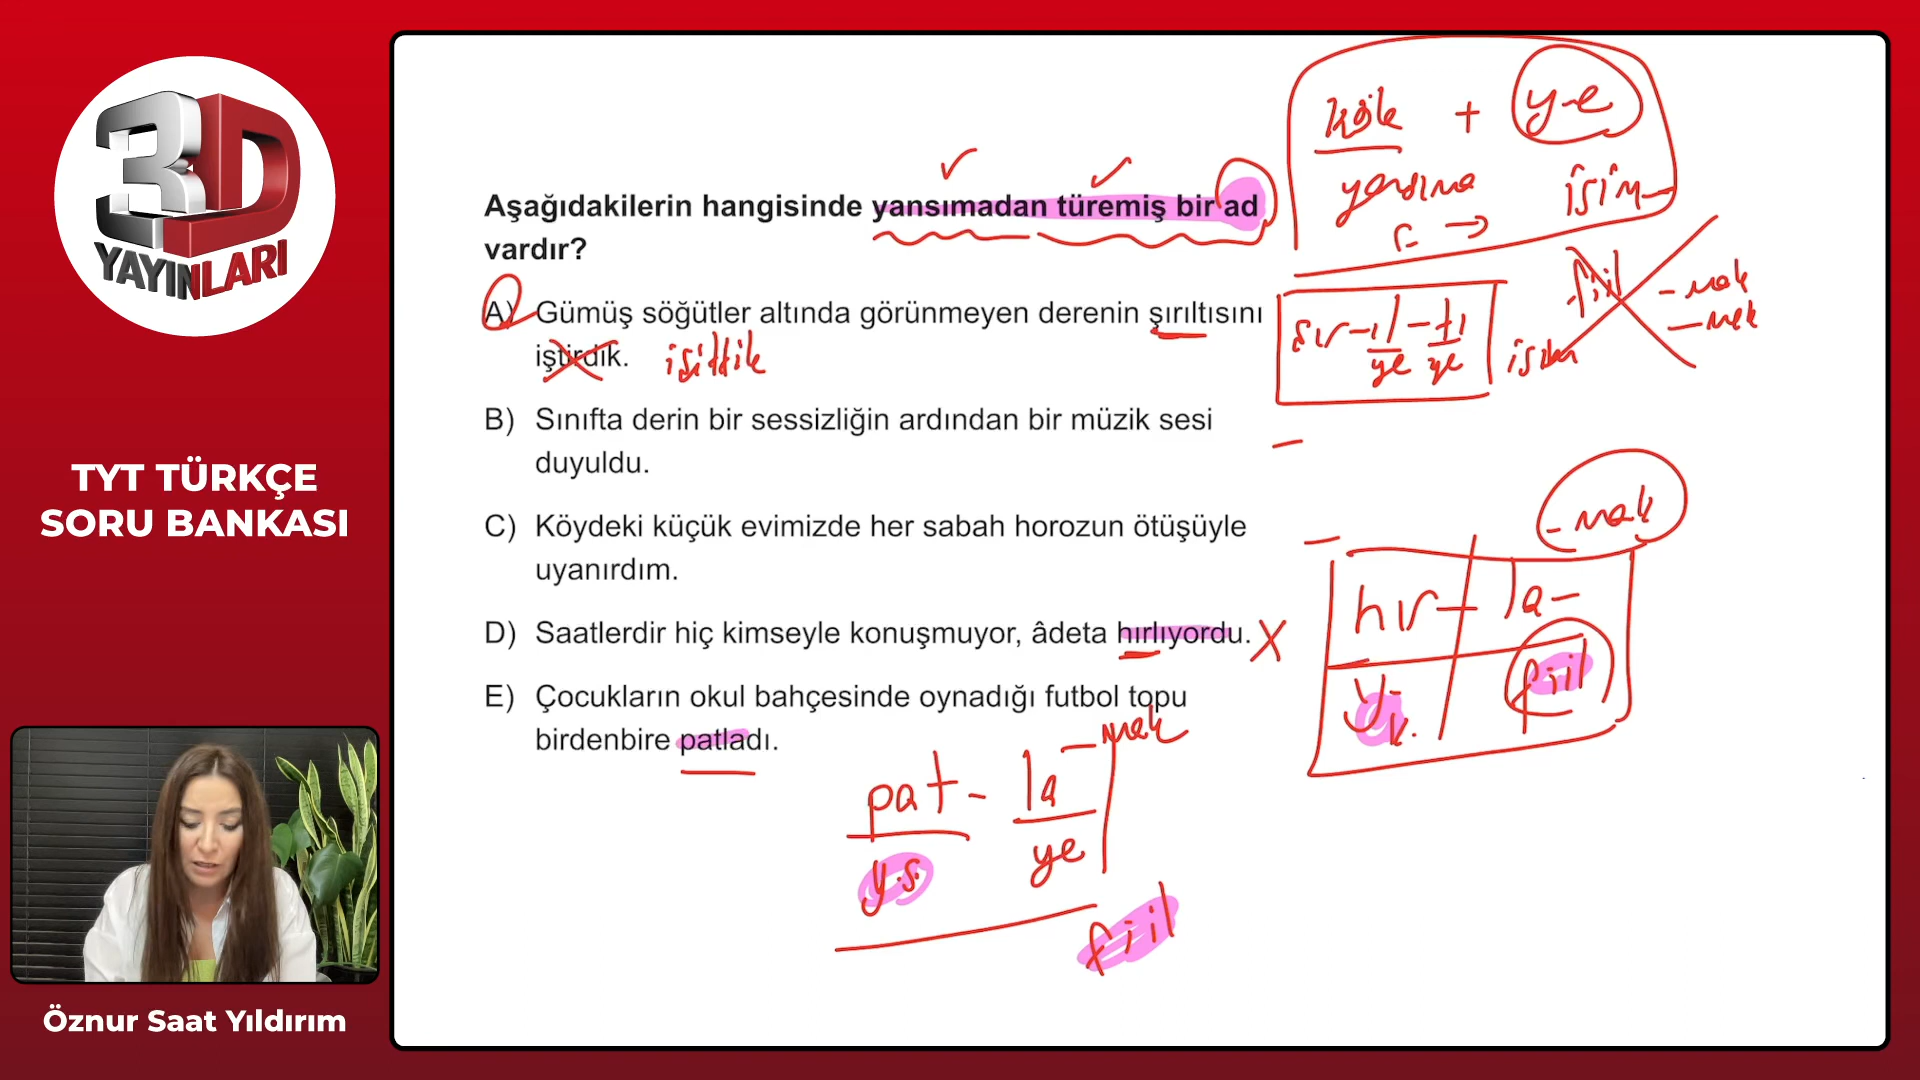 3D
YAYINLARI
TYT TÜRKÇE
SORU BANKASI
Öznur Saat Yıldırım
Aşağıdakilerin hangisinde yansımadan türemiş bir ad
vardır?
A) Gümüş söğütler altında görünmeyen derenin şırıltısını
iştirdik. işittik
B) Sınıfta derin bir sessizliğin ardından bir müzik sesi
duyuldu.
C) Köydeki küçük evimizde her sabah horozun ötüşüyle
uyanırdım.
D) Saatlerdir hiç kimseyle konuşmuyor, âdeta hırlıyordu. X
E) Çocukların okul bahçesinde oynadığı futbol topu
birdenbire patladı.
kök + y-e
yansıma isim
fiil -mak
-mek
şır-ıl-tı isim
ye ye
-mak
hır-la-
y.k. fiil
pat-la -mak
y.s. ye
fiil